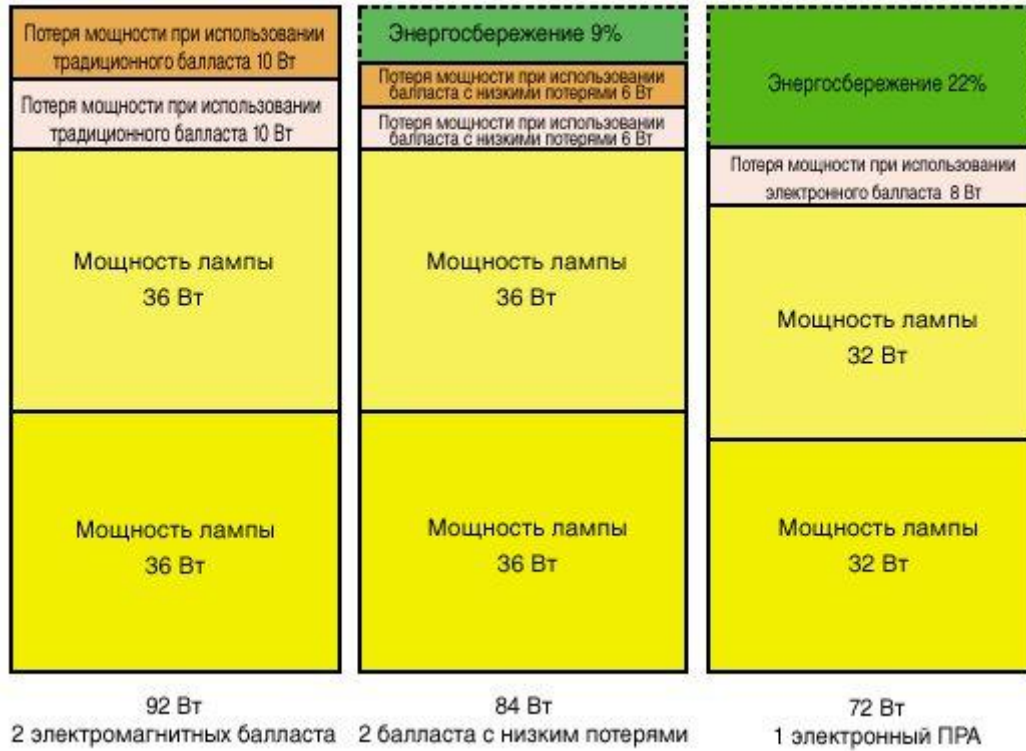 Потеря мощности при использовании
традиционного балласта 10 Вт
Потеря мощности при использовании
традиционного балласта 10 Вт
Мощность лампы
36 Вт
Мощность лампы
36 Вт
92 Вт
2 электромагнитных балласта
Энергосбережение 9%
Потеря мощности при использовании
балласта с низкими потерями 6 Вт
Потеря мощности при использовании
балласта с низкими потерями 6 Вт
Мощность лампы
36 Вт
Мощность лампы
36 Вт
84 Вт
2 балласта с низкими потерями
Энергосбережение 22%
Потеря мощности при использовании
электронного балласта 8 Вт
Мощность лампы
32 Вт
Мощность лампы
32 Вт
72 Вт
1 электронный ПРА